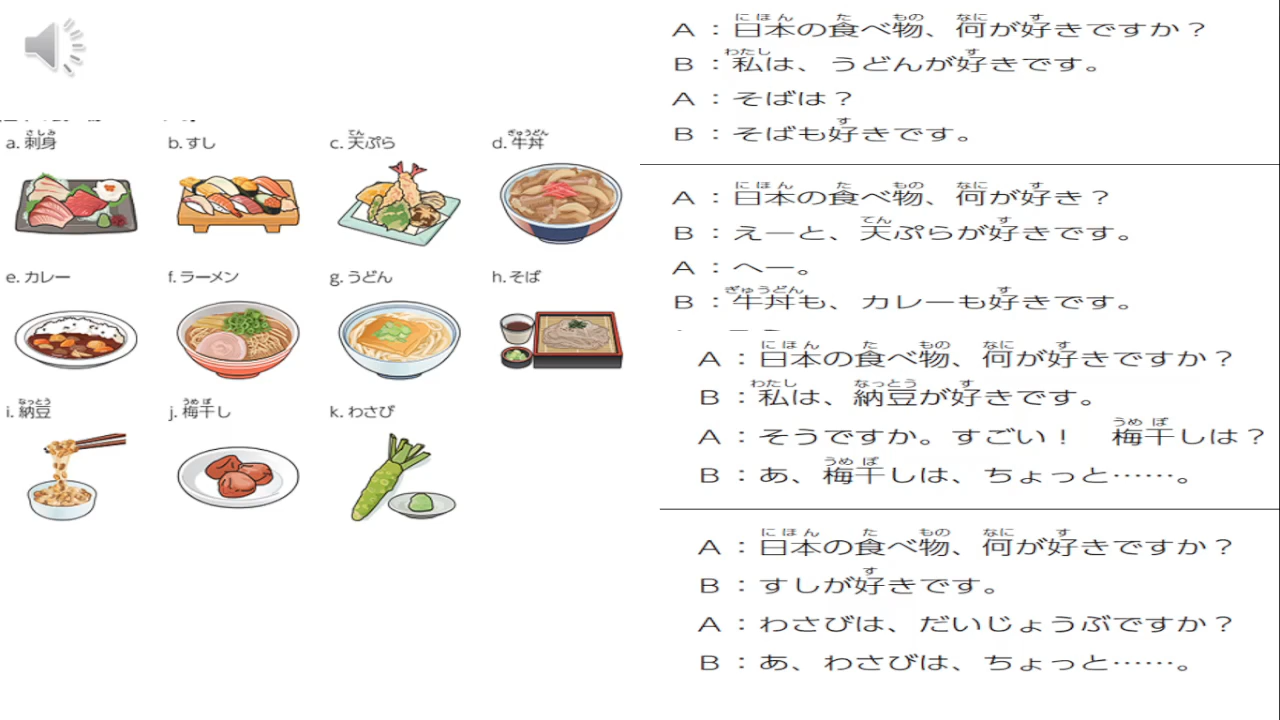 a. 刺身 b. すし c. 天ぷら d. 牛丼
e. カレー f. ラーメン g. うどん h. そば
i. 納豆 j. 梅干し k. わさび
A：日本の食べ物、何が好きですか？
B：私は、うどんが好きです。
A：そばは？
B：そばも好きです。
A：日本の食べ物、何が好き？
B：えーと、天ぷらが好きです。
A：へー。
B：牛丼も、カレーも好きです。
A：日本の食べ物、何が好きですか？
B：私は、納豆が好きです。
A：そうですか。すごい！　梅干しは？
B：あ、梅干しは、ちょっと……。
A：日本の食べ物、何が好きですか？
B：すしが好きです。
A：わさびは、だいじょうぶですか？
B：あ、わさびは、ちょっと……。